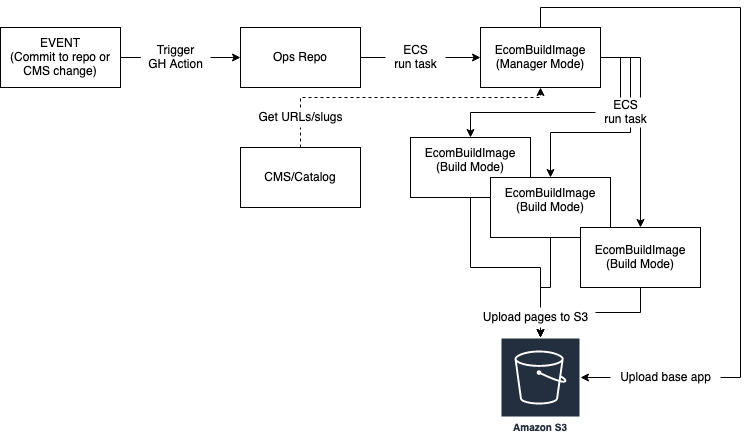 EVENT
(Commit to repo or
CMS change)
Trigger
GH Action
Ops Repo
ECS
run task
EcomBuildImage
(Manager Mode)
Get URLs/slugs
ECS
run task
CMS/Catalog
EcomBuildImage
(Build Mode)
EcomBuildImage
(Build Mode)
EcomBuildImage
(Build Mode)
Upload pages to S3
Upload base app
Amazon S3